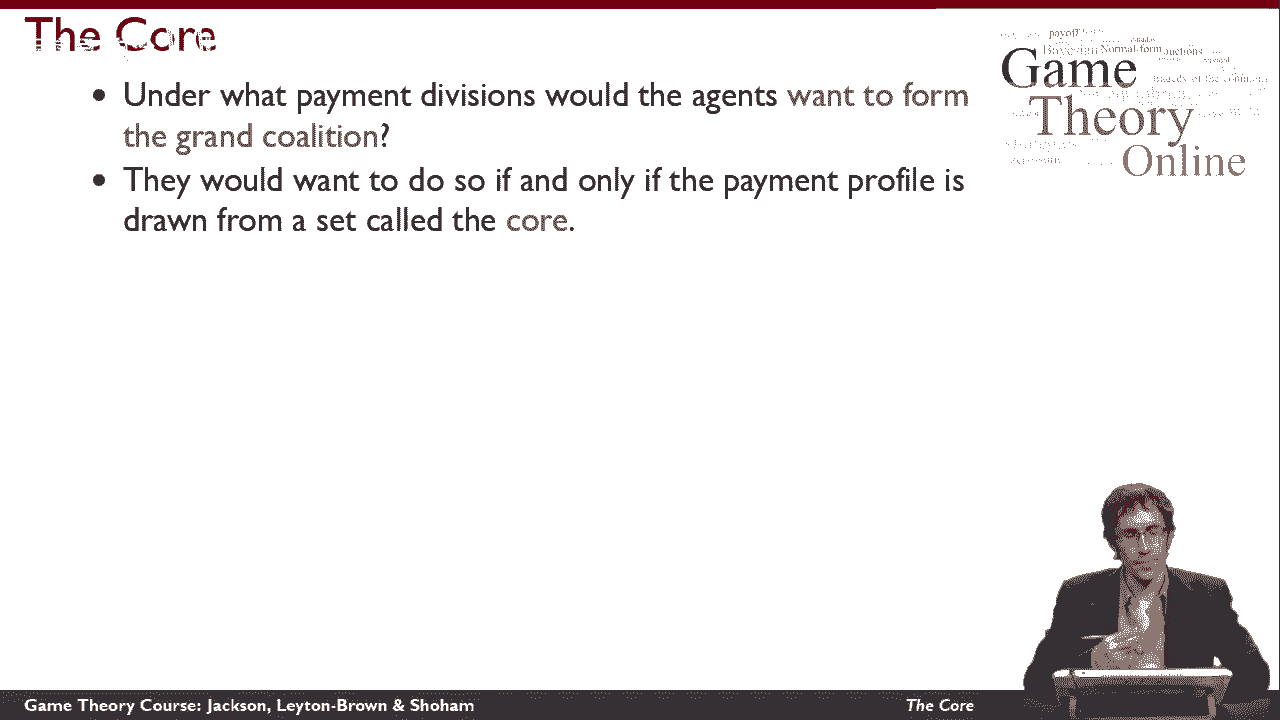 The Core
payoff
Bayesian Normal-form auctions
Game
Theory
Online
• Under what payment divisions would the agents want to form
the grand coalition?
• They would want to do so if and only if the payment profile is
drawn from a set called the core.
Game Theory Course: Jackson, Leyton-Brown & Shoham
The Core